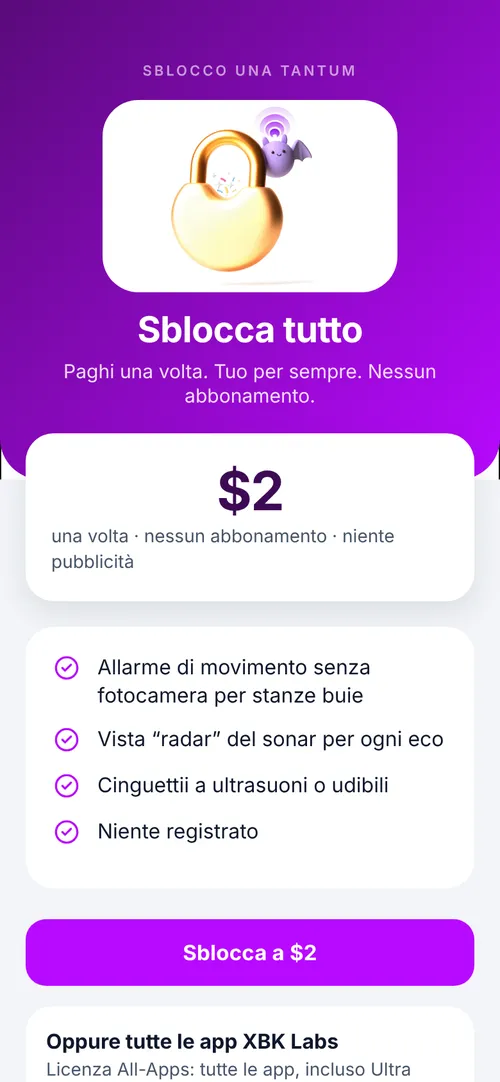 SBLOCCO UNA TANTUM
Sblocca tutto
Paghi una volta. Tuo per sempre. Nessun
abbonamento.
$2
una volta · nessun abbonamento · niente
pubblicità
Allarme di movimento senza
fotocamera per stanze buie
Vista “radar” del sonar per ogni eco
Cinguettii a ultrasuoni o udibili
Niente registrato
Sblocca a $2
Oppure tutte le app XBK Labs
Licenza All-Apps: tutte le app, incluso Ultra